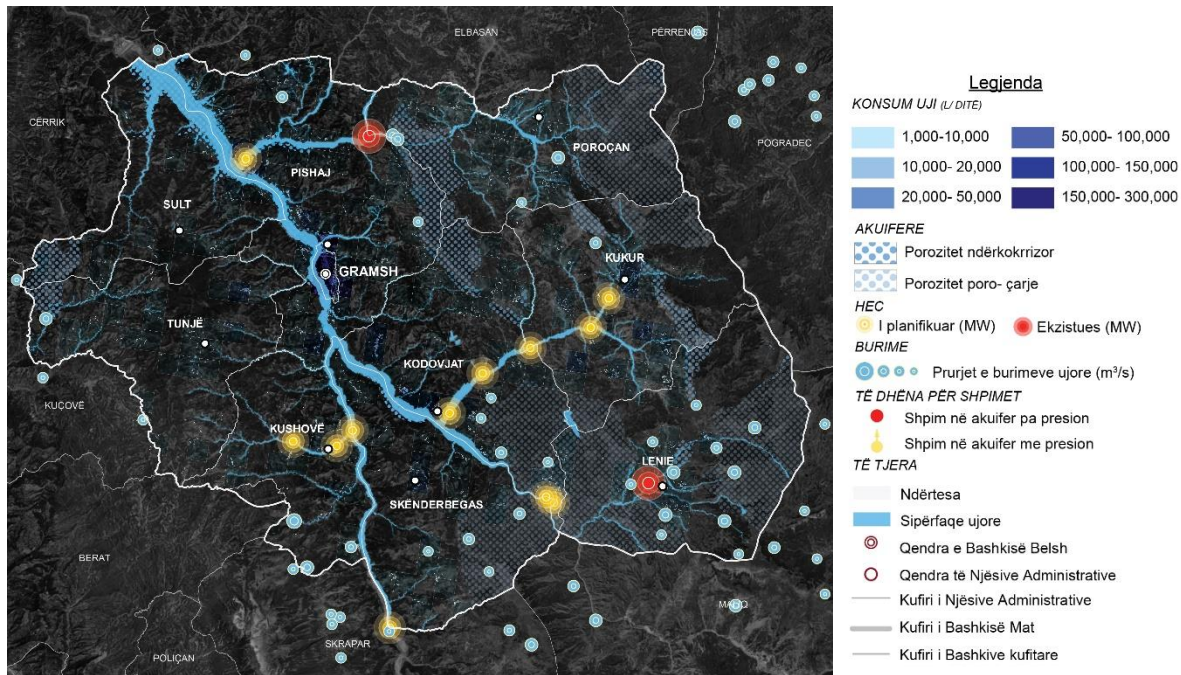 ELBASAN
PËRRENJAS
CËRRIK
POGRADEC
POROÇAN
PISHAJ
SULT
KUKUR
GRAMSH
TUNJË
KODOVJAT
KUÇOVË
KUSHOVË
LENIE
SKËNDERBEGAS
BERAT
MALIQ
SKRAPAR
POLIÇAN
Legjenda
KONSUM UJI (L/ DITË)
1,000-10,000
50,000- 100,000
10,000- 20,000
100,000- 150,000
20,000- 50,000
150,000- 300,000
AKUIFERE
Porozitet ndërkokrrizor
Porozitet poro- çarje
HEC
I planifikuar (MW)
Ekzistues (MW)
BURIME
Prurjet e burimeve ujore (m³/s)
TË DHËNA PËR SHPIMET
Shpim në akuifer pa presion
Shpim në akuifer me presion
TË TJERA
Ndërtesa
Sipërfaqe ujore
Qendra e Bashkisë Belsh
Qendra të Njësive Administrative
Kufiri i Njësive Administrative
Kufiri i Bashkisë Mat
Kufiri i Bashkive kufitare